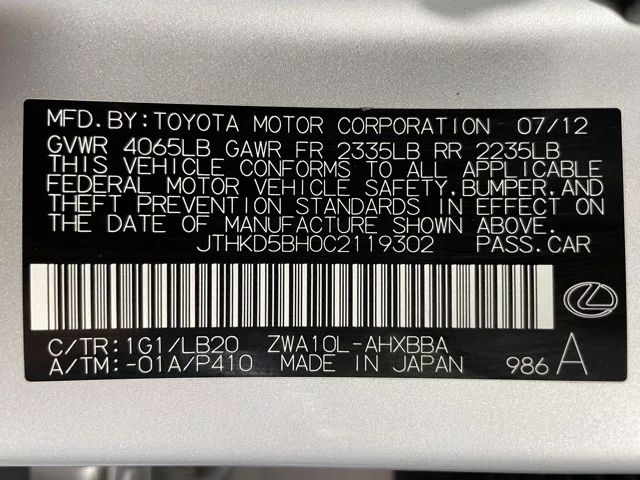 MFD. BY: TOYOTA MOTOR CORPORATION 07/12
GVWR 4065LB GAWR FR 2335LB RR 2235LB
THIS VEHICLE CONFORMS TO ALL APPLICABLE
FEDERAL MOTOR VEHICLE SAFETY, BUMPER, AND
THEFT PREVENTION STANDARDS IN EFFECT ON
THE DATE OF MANUFACTURE SHOWN ABOVE.
JTHKD5BH0C2119302 PASS. CAR
C/TR: 1G1/LB20 ZWA10L-AHXBBA
A/TM: -01A/P410 MADE IN JAPAN 986 A